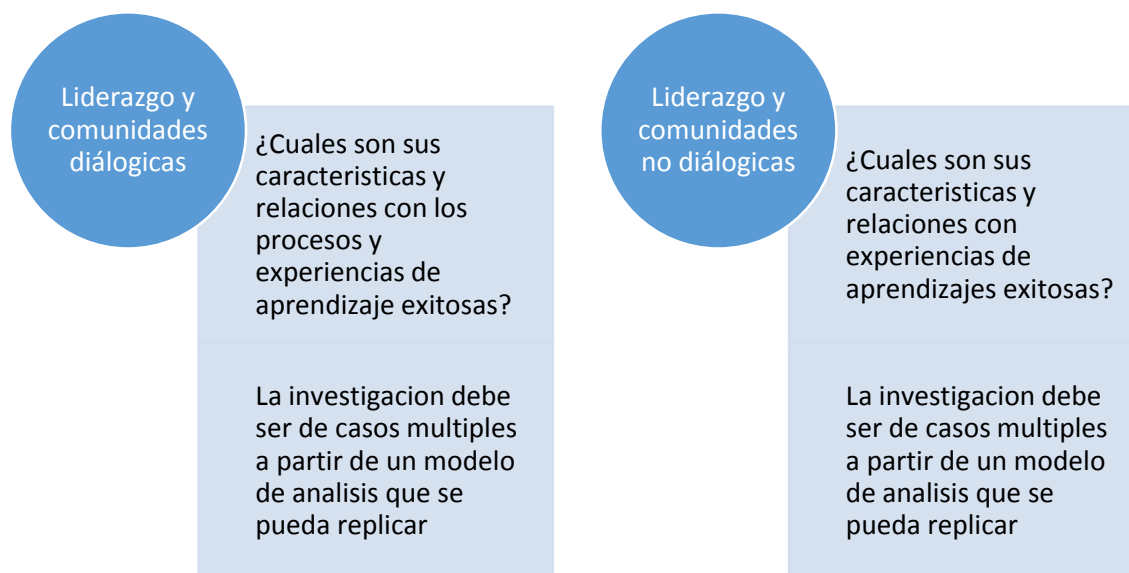 Liderazgo y
comunidades
diálogicas
¿Cuales son sus
caracteristicas y
relaciones con los
procesos y
experiencias de
aprendizaje exitosas?
La investigacion debe
ser de casos multiples
a partir de un modelo
de analisis que se
pueda replicar
Liderazgo y
comunidades
no diálogicas
¿Cuales son sus
caracteristicas y
relaciones con
experiencias de
aprendizajes exitosas?
La investigacion debe
ser de casos multiples
a partir de un modelo
de analisis que se
pueda replicar